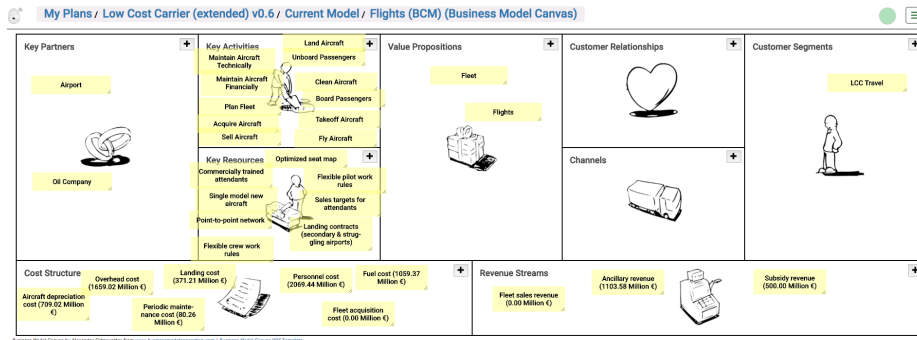 My Plans / Low Cost Carrier (extended) v0.6 / Current Model / Flights (BCM) (Business Model Canvas)
Key Partners
Airport
Oil Company
Key Activities
Land Aircraft
Maintain Aircraft
Technically
Unboard Passengers
Maintain Aircraft
Financially
Clean Aircraft
Plan Fleet
Board Passengers
Acquire Aircraft
Takeoff Aircraft
Sell Aircraft
Fly Aircraft
Key Resources
Optimized seat map
Commercially trained
attendants
Flexible pilot work
rules
Single model new
aircraft
Sales targets for
attendants
Point-to-point network
Landing contracts
(secondary & strug-
gling airports)
Flexible crew work
rules
Value Propositions
Fleet
Flights
Customer Relationships
Channels
Customer Segments
LCC Travel
Cost Structure
Overhead cost
(1659.02 Million €)
Landing cost
(371.21 Million €)
Personnel cost
(2069.44 Million €)
Fuel cost (1059.37
Million €)
Aircraft depreciation
cost (709.02 Million
€)
Periodic mainte-
nance cost (80.26
Million €)
Fleet acquisition
cost (0.00 Million €)
Revenue Streams
Fleet sales revenue
(0.00 Million €)
Ancillary revenue
(1103.58 Million €)
Subsidy revenue
(500.00 Million €)